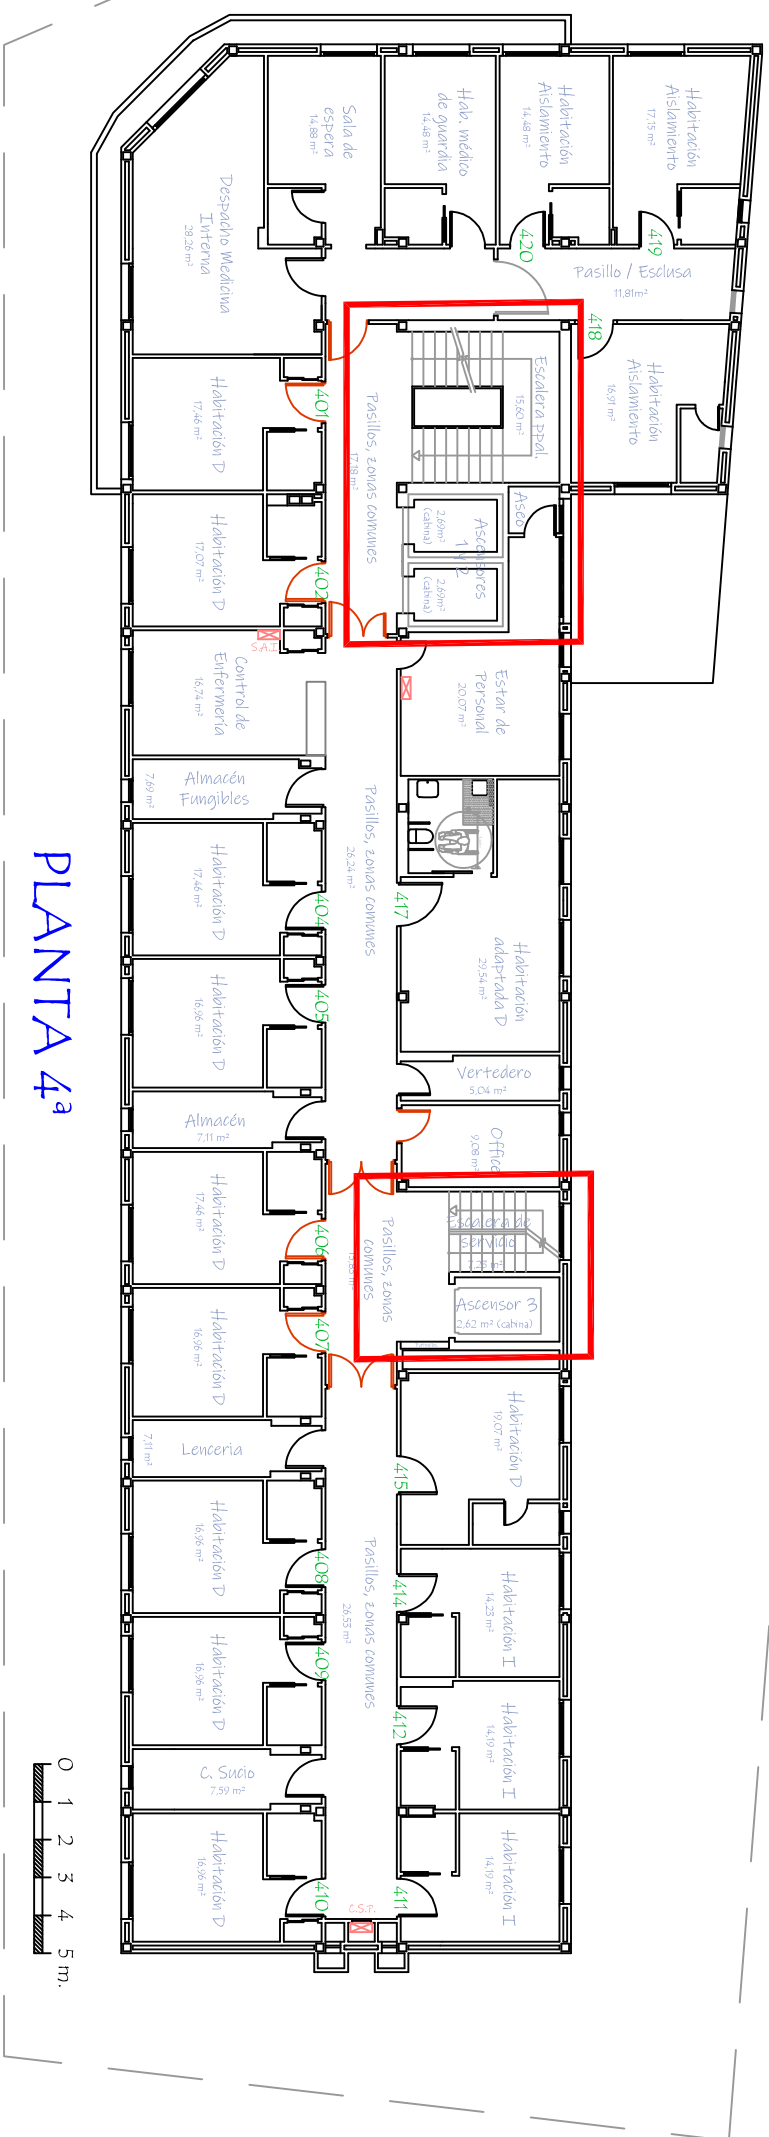 Sala de
espera
14,88 m²
Hab. médico
de guardia
14,48 m²
Habitación
Aislamiento
14,48 m²
Habitación
Aislamiento
17,15 m²
Despacho Medicina
Interna
28,26 m²
420
419
Pasillo / Esclusa
11,81m²
418
Habitación
Aislamiento
16,91 m²
Escalera ppal.
15,60 m²
Pasillos, zonas comunes
17,18 m²
401
Habitación D
17,46 m²
Aseo
Ascensores
1 y 2
2,69m²
(cabina)
2,69m²
(cabina)
402
Habitación D
17,07 m²
S.A.I.
Control de
Enfermería
16,74 m²
Estar de
Personal
20,07 m²
Almacén
Fungibles
7,69 m²
Pasillos, zonas comunes
26,24 m²
404
Habitación D
17,46 m²
417
Habitación
adaptada D
29,54 m²
405
Habitación D
16,96 m²
Vertedero
5,04 m²
Almacén
7,11 m²
Office
9,08 m²
PLANTA 4ª
406
Habitación D
17,46 m²
Pasillos, zonas
comunes
Escalera de
servicio
7,23 m²
Ascensor 3
2,62 m² (cabina)
407
Habitación D
16,96 m²
Lenceria
7,11 m²
415
Habitación D
19,07 m²
408
Habitación D
16,96 m²
Pasillos, zonas comunes
26,53 m²
414
Habitación I
14,23 m²
409
Habitación D
16,96 m²
412
Habitación I
14,19 m²
C. Sucio
7,59 m²
410
Habitación D
16,96 m²
411
Habitación I
14,19 m²
C.S.P.
0 1 2 3 4 5 m.